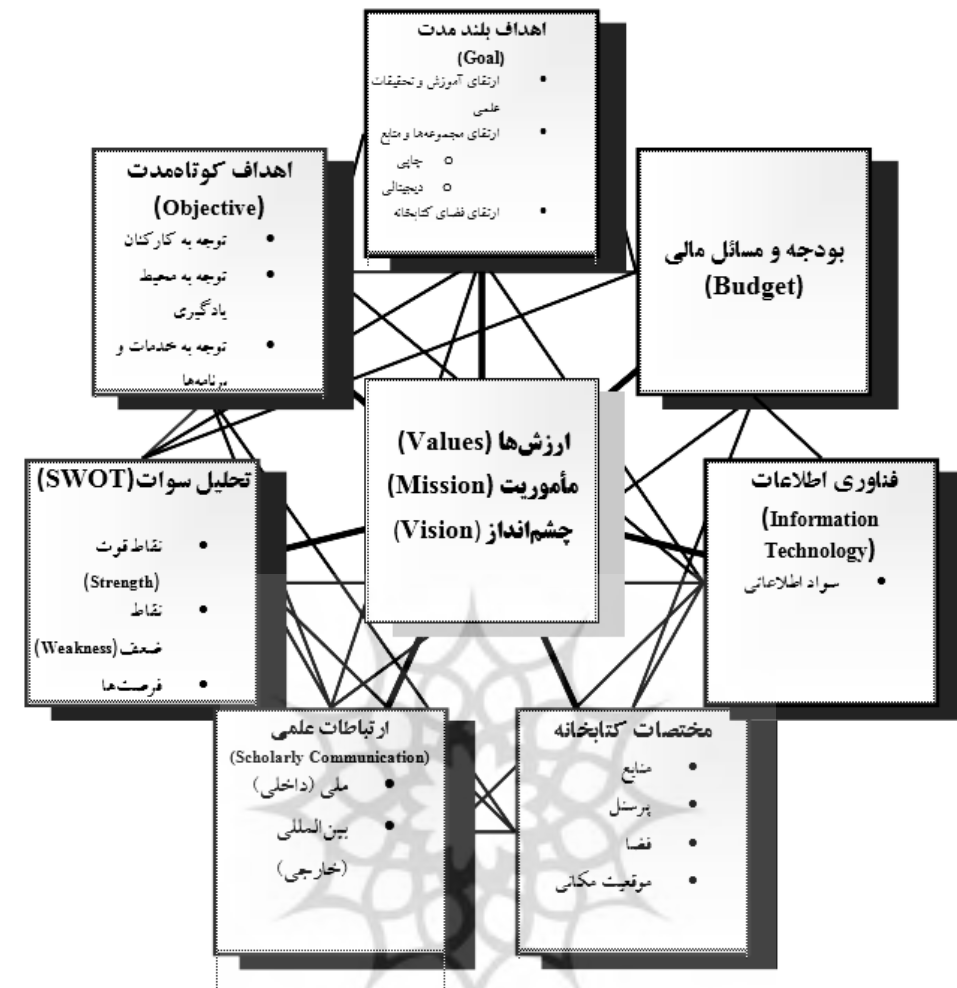 اهداف بلند مدت
(Goal)
• ارتقای آموزش و تحقیقات
علمی
• ارتقای مجموعه‌ها و منابع
o چاپی
o دیجیتالی
• ارتقای فضای کتابخانه
اهداف کوتاه‌مدت
(Objective)
• توجه به کارکنان
• توجه به محیط
یادگیری
• توجه به خدمات و
برنامه‌ها
بودجه و مسائل مالی
(Budget)
ارزش‌ها (Values)
مأموریت (Mission)
چشم‌انداز (Vision)
تحلیل سوات(SWOT)
• نقاط قوت
(Strength)
• نقاط
ضعف(Weakness)
• فرصت‌ها
فناوری اطلاعات
(Information
Technology)
• سواد اطلاعاتی
ارتباطات علمی
(Scholarly Communication)
• ملی (داخلی)
• بین‌المللی
(خارجی)
مختصات کتابخانه
• منابع
• پرسنل
• فضا
• موقعیت مکانی